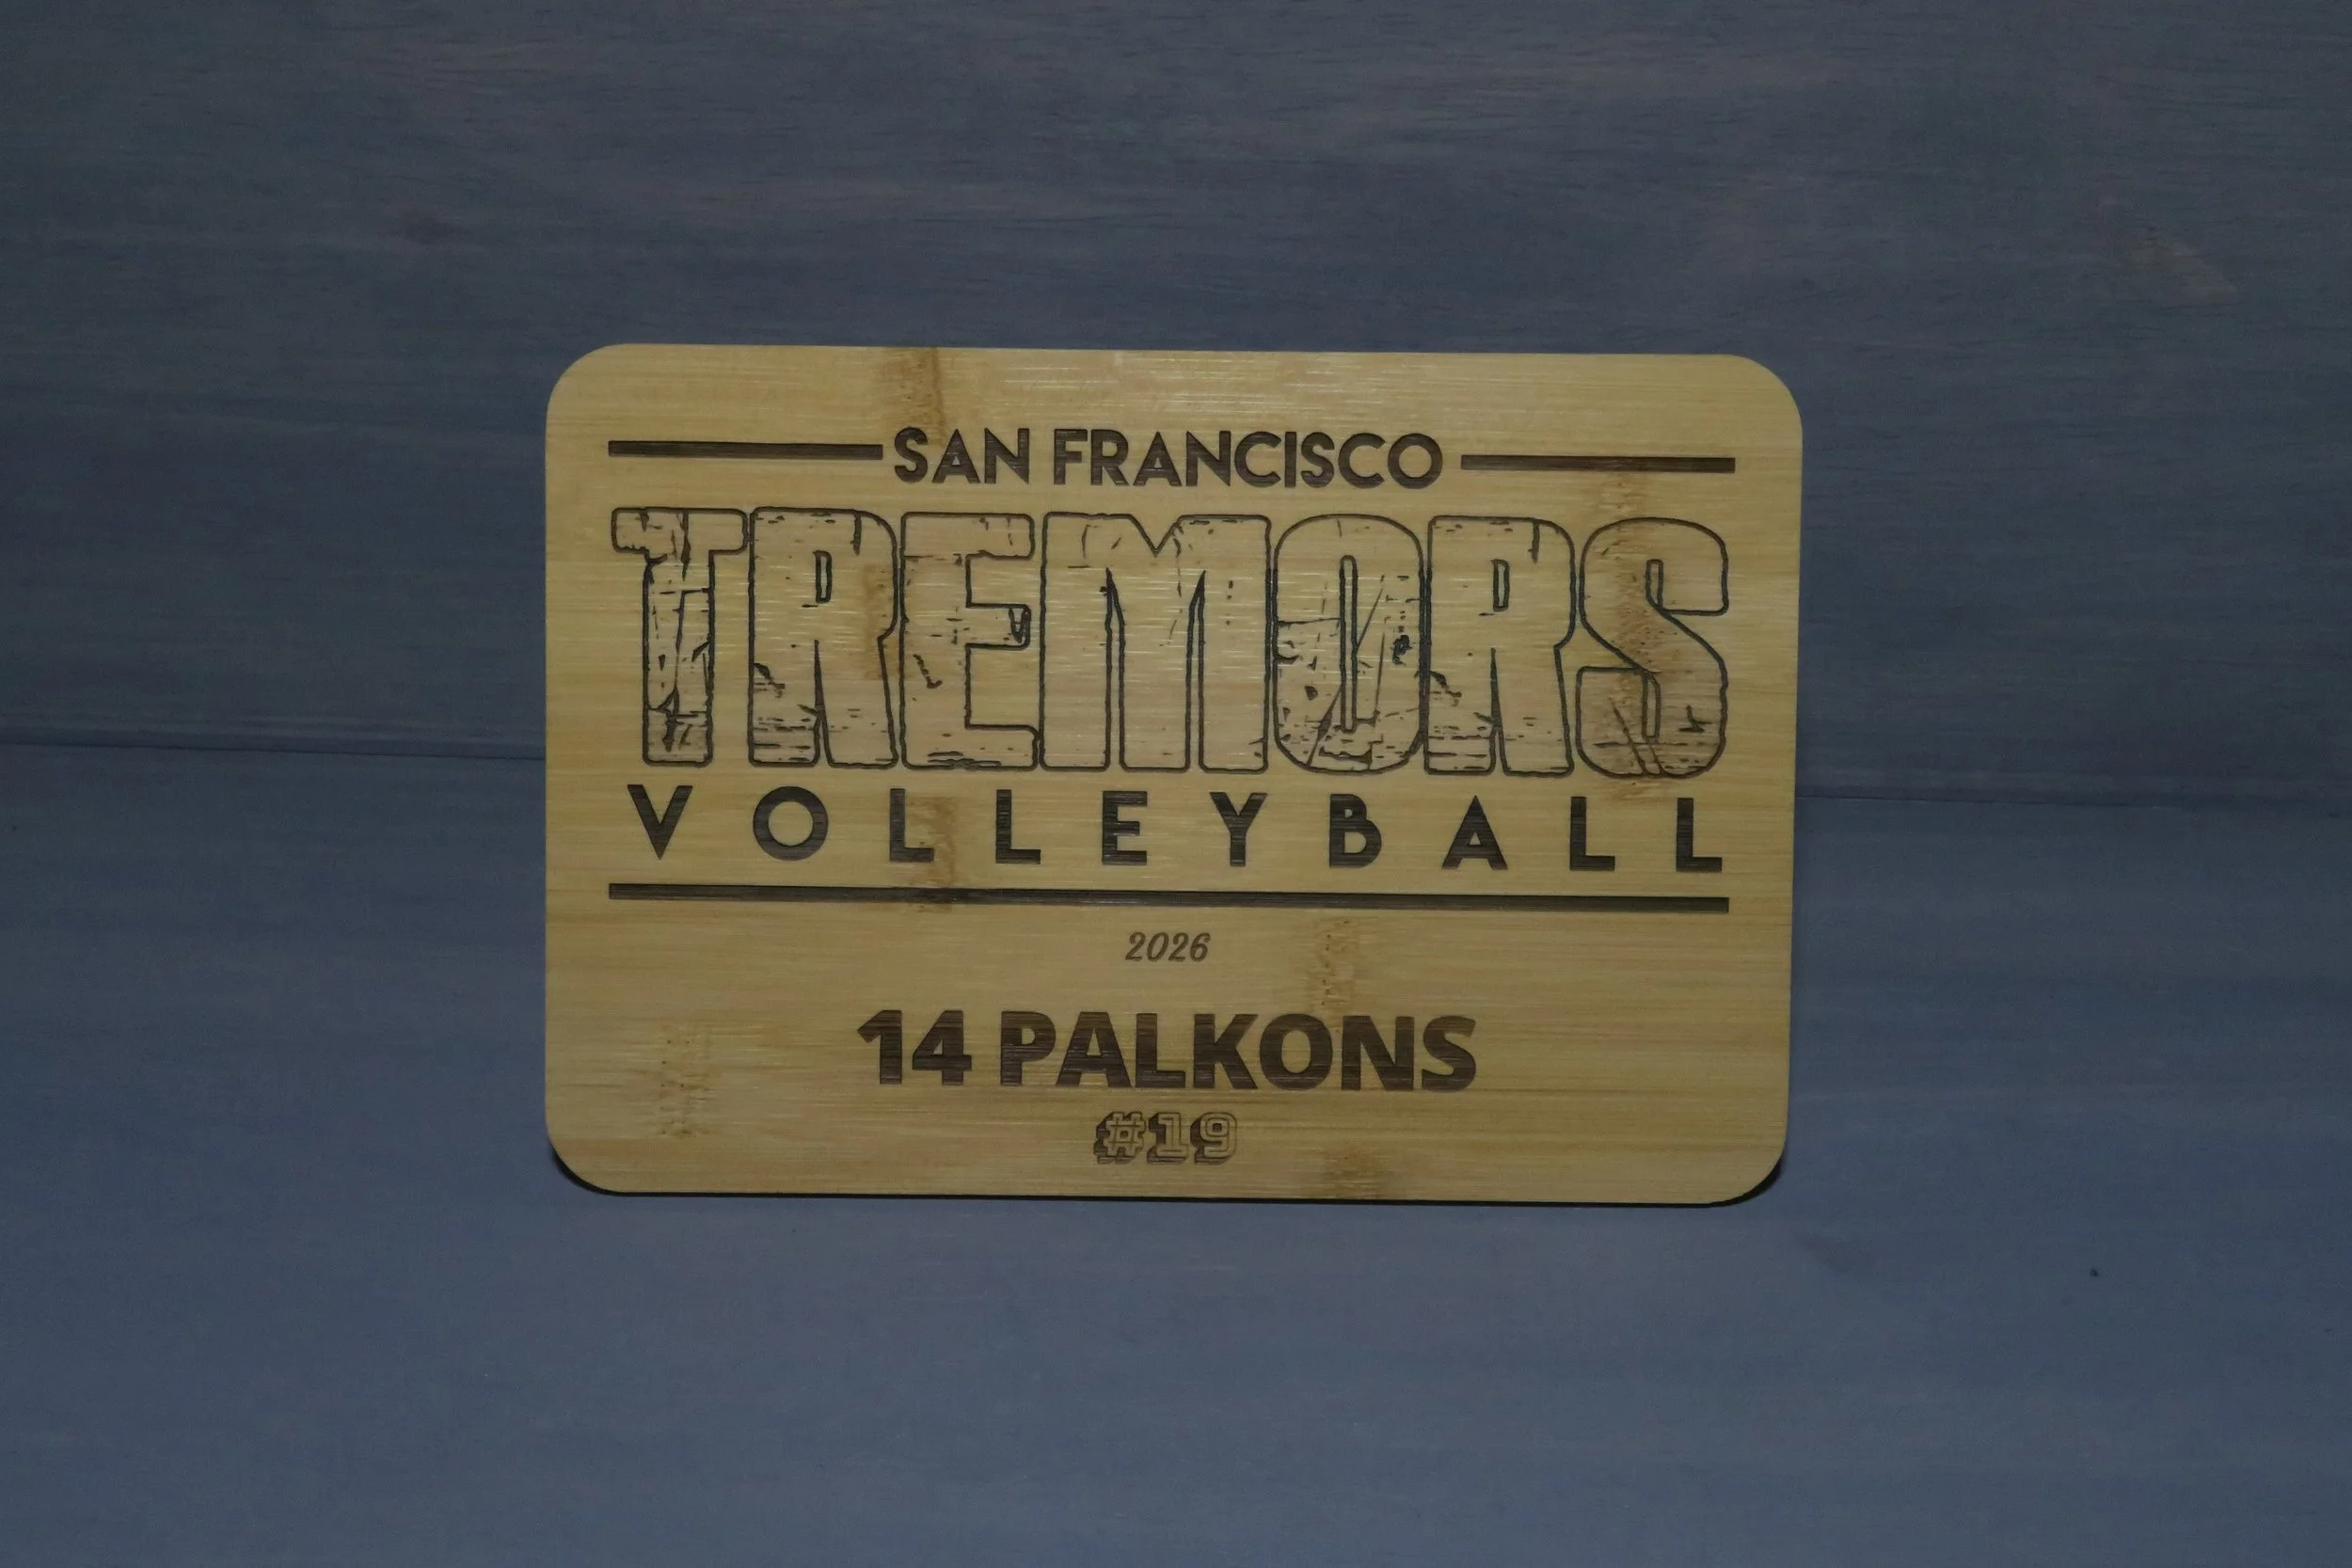 SAN FRANCISCO
TREMORS
VOLLEYBALL
2026
14 PALKONS
#19